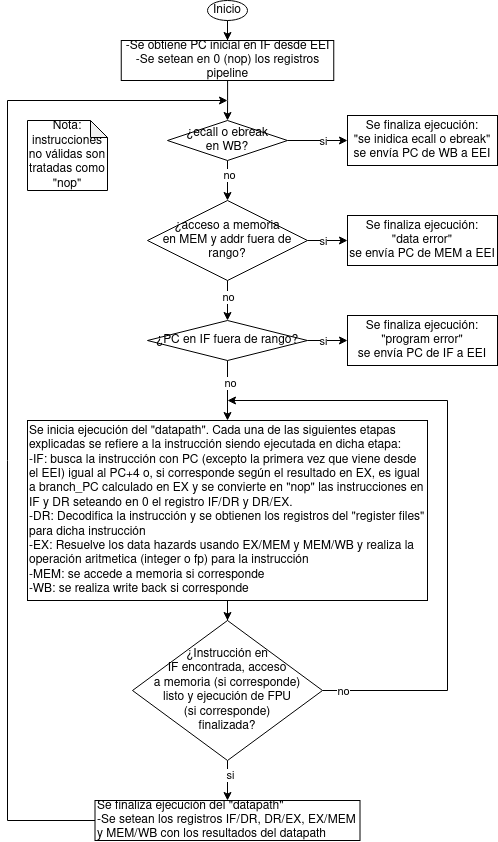 Inicio
-Se obtiene PC inicial en IF desde EEI
-Se setean en 0 (nop) los registros
pipeline
Nota:
instrucciones
no válidas son
tratadas como
"nop"
¿ecall o ebreak
en WB?
si
Se finaliza ejecución:
"se inidica ecall o ebreak"
se envía PC de WB a EEI
no
¿acceso a memoria
en MEM y addr fuera de
rango?
si
Se finaliza ejecución:
"data error"
se envía PC de MEM a EEI
no
¿PC en IF fuera de rango?
si
Se finaliza ejecución:
"program error"
se envía PC de IF a EEI
no
Se inicia ejecución del "datapath". Cada una de las siguientes etapas
explicadas se refiere a la instrucción siendo ejecutada en dicha etapa:
-IF: busca la instrucción con PC (excepto la primera vez que viene desde
el EEI) igual al PC+4 o, si corresponde según el resultado en EX, es igual
a branch_PC calculado en EX y se convierte en "nop" las instrucciones en
IF y DR seteando en 0 el registro IF/DR y DR/EX.
-DR: Decodifica la instrucción y se obtienen los registros del "register files"
para dicha instrucción
-EX: Resuelve los data hazards usando EX/MEM y MEM/WB y realiza la
operación aritmetica (integer o fp) para la instrucción
-MEM: se accede a memoria si corresponde
-WB: se realiza write back si corresponde
¿Instrucción en
IF encontrada, acceso
a memoria (si corresponde)
listo y ejecución de FPU
(si corresponde)
finalizada?
no
si
Se finaliza ejecución del "datapath"
-Se setean los registros IF/DR, DR/EX, EX/MEM
y MEM/WB con los resultados del datapath